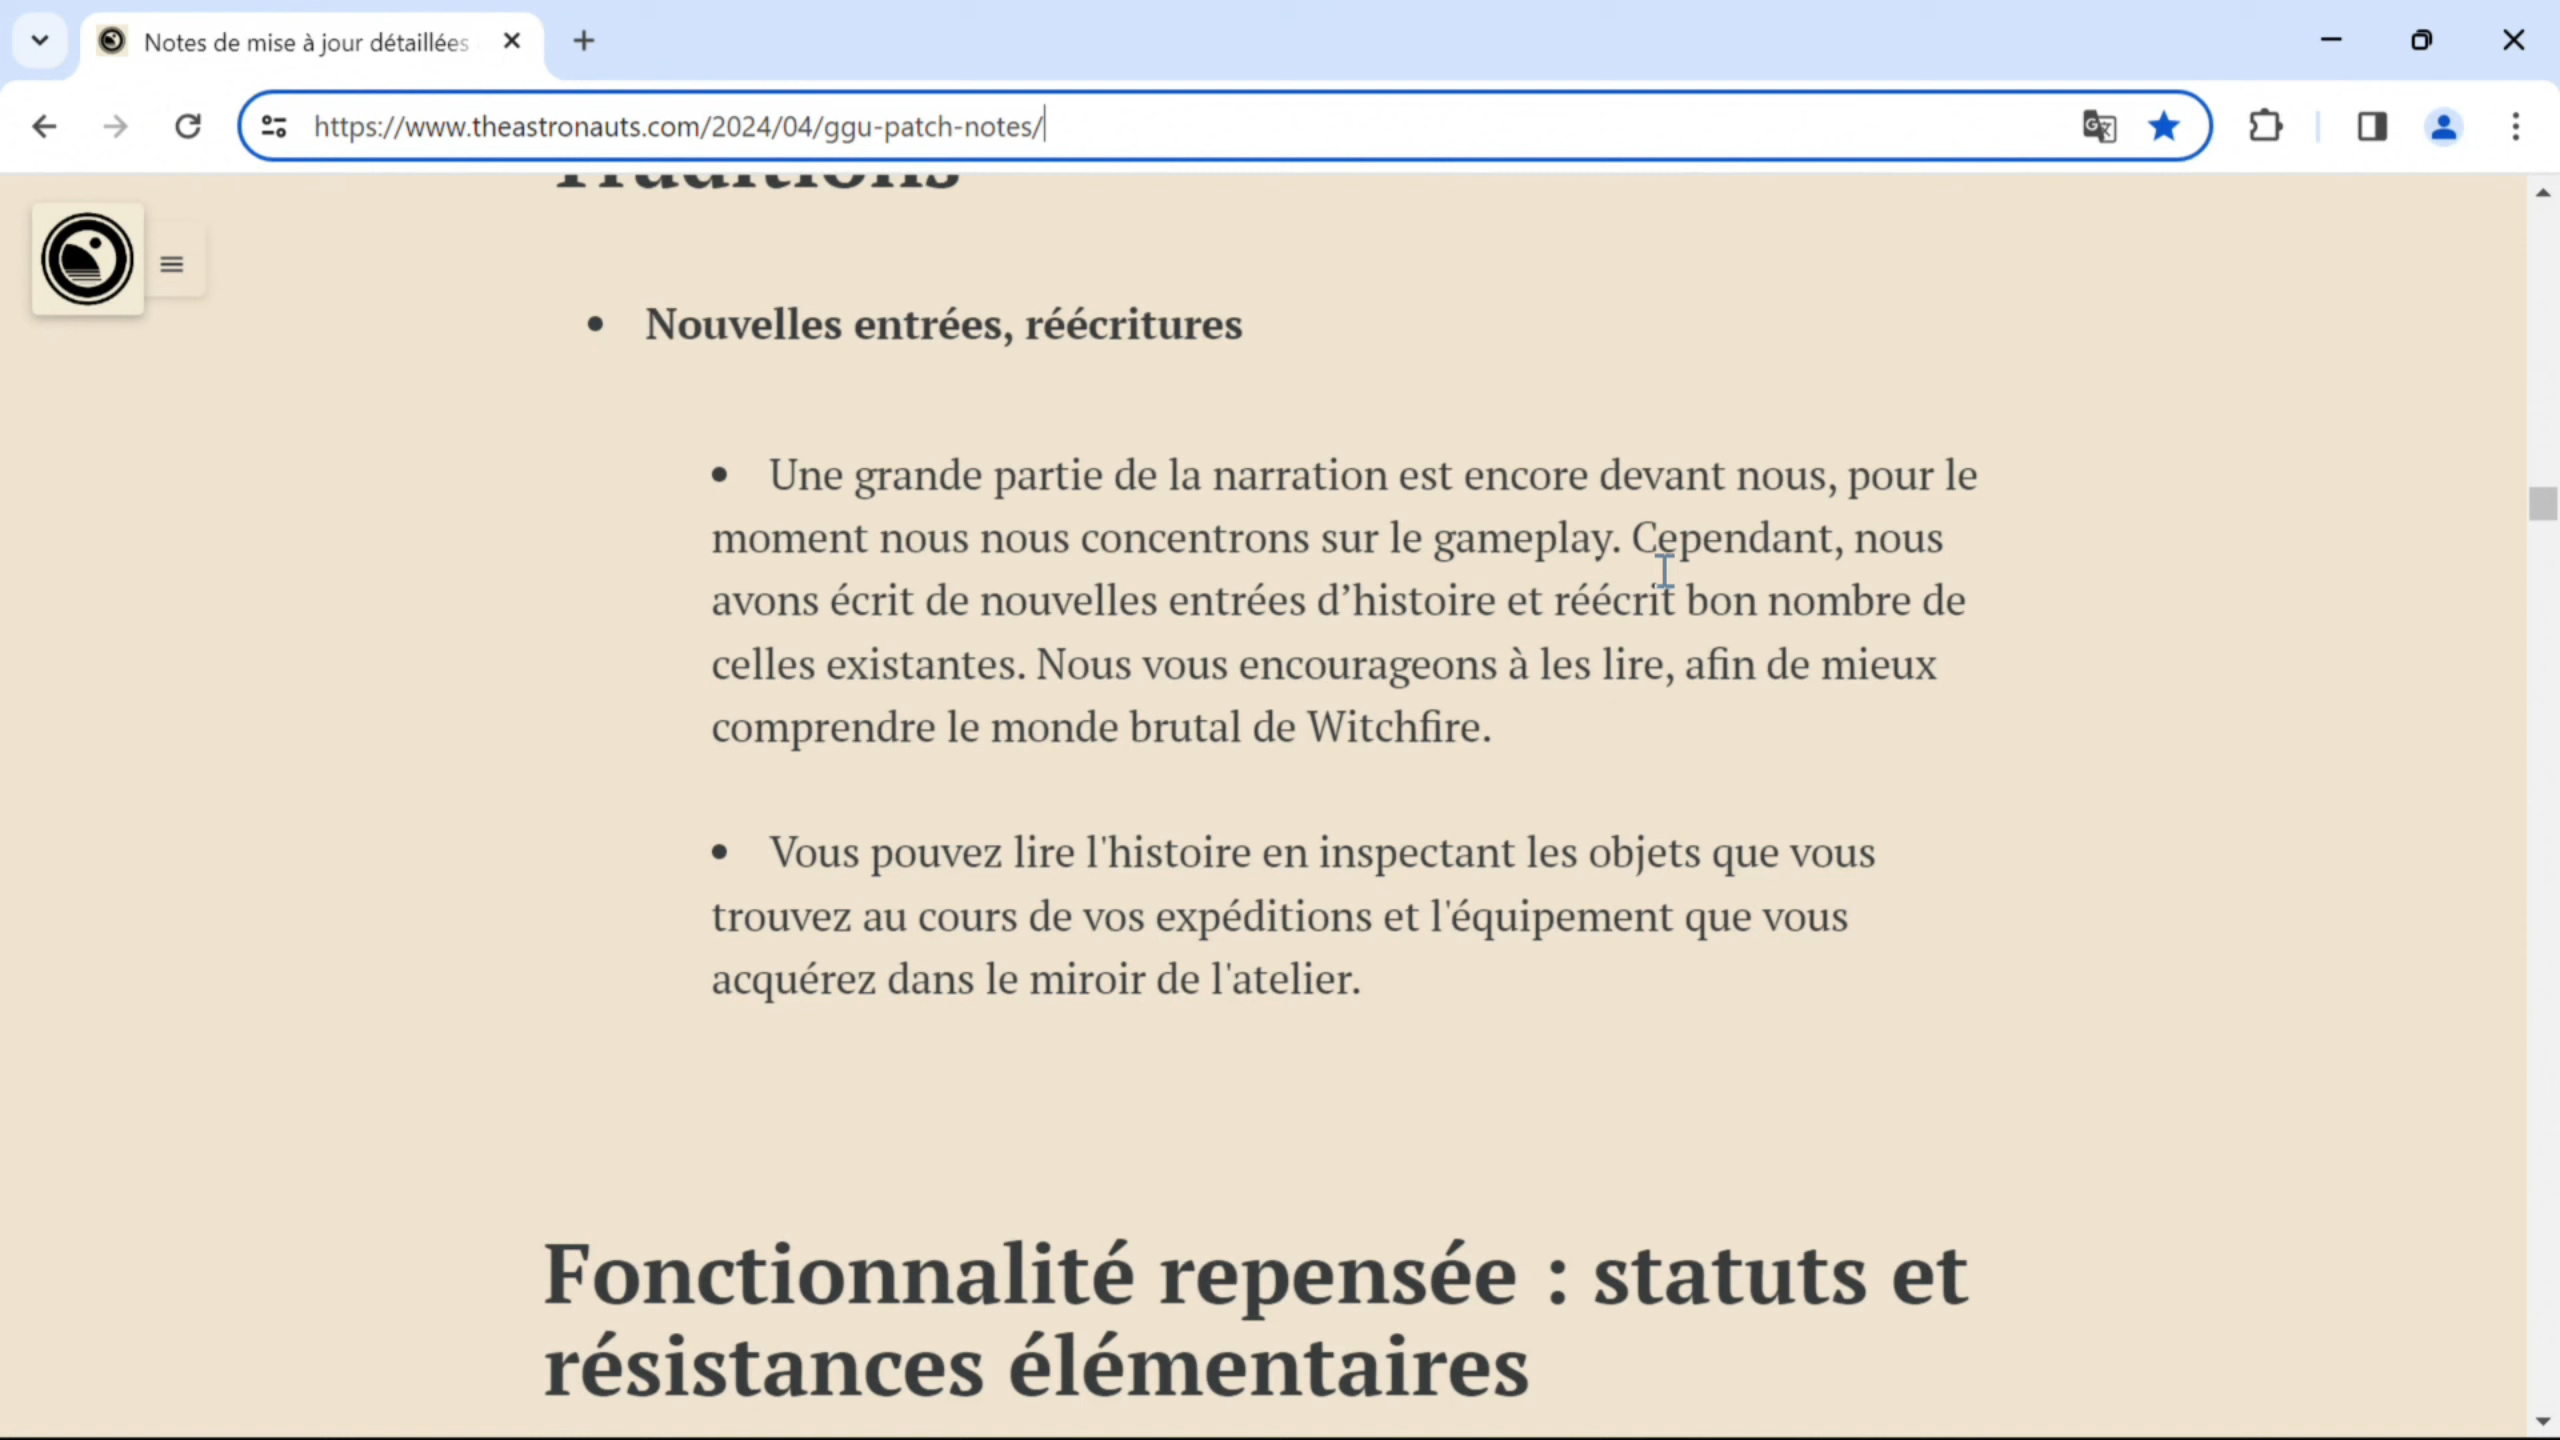 Notes de mise à jour détaillées
https://www.theastronauts.com/2024/04/ggu-patch-notes/
Traditions
Nouvelles entrées, réécritures
Une grande partie de la narration est encore devant nous, pour le
moment nous nous concentrons sur le gameplay. Cependant, nous
avons écrit de nouvelles entrées d’histoire et réécrit bon nombre de
celles existantes. Nous vous encourageons à les lire, afin de mieux
comprendre le monde brutal de Witchfire.
Vous pouvez lire l'histoire en inspectant les objets que vous
trouvez au cours de vos expéditions et l'équipement que vous
acquérez dans le miroir de l'atelier.
Fonctionnalité repensée : statuts et
résistances élémentaires